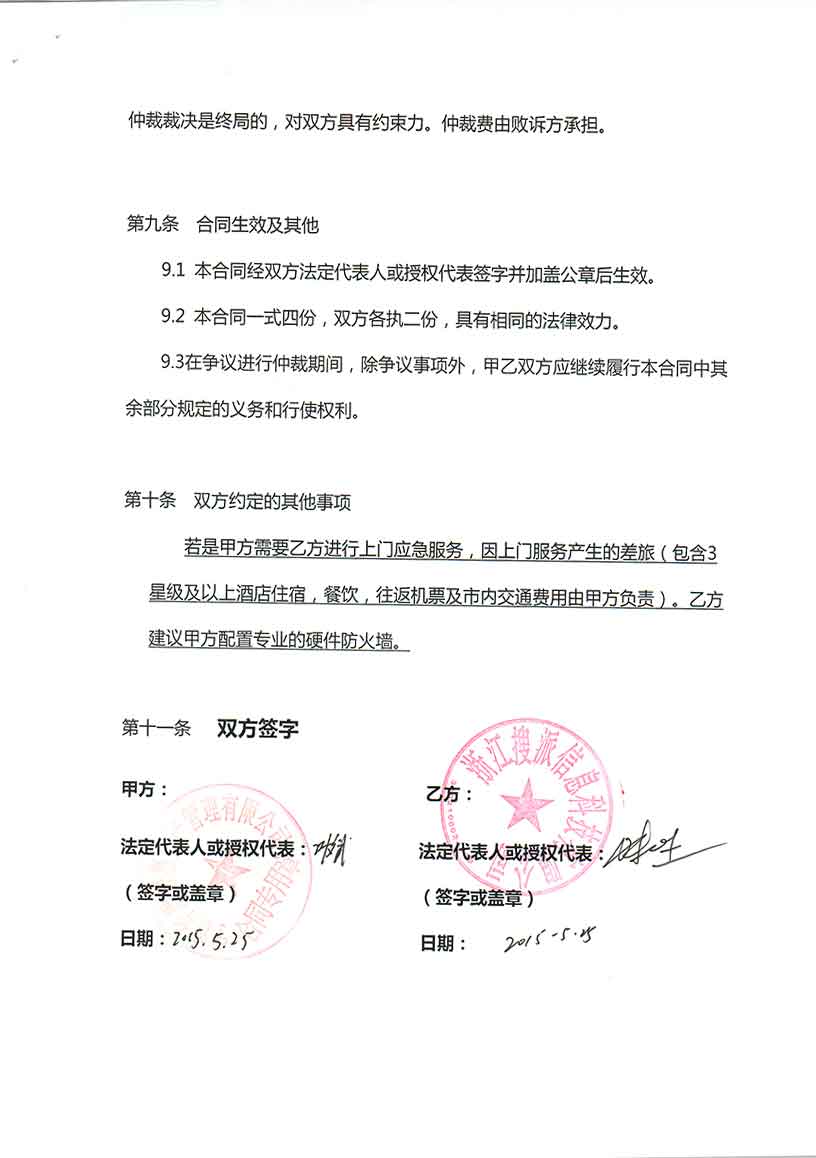 仲裁裁决是终局的，对双方具有约束力。仲裁费由败诉方承担。
第九条 合同生效及其他
9.1 本合同经双方法定代表人或授权代表签字并加盖公章后生效。
9.2 本合同一式四份，双方各执二份，具有相同的法律效力。
9.3在争议进行仲裁期间，除争议事项外，甲乙双方应继续履行本合同中其
余部分规定的义务和行使权利。
第十条 双方约定的其他事项
若是甲方需要乙方进行上门应急服务，因上门服务产生的差旅（包含3
星级及以上酒店住宿，餐饮，往返机票及市内交通费用由甲方负责）。乙方
建议甲方配置专业的硬件防火墙。
第十一条 双方签字
甲方：
管理有限公司
合同专用章
法定代表人或授权代表：
（签字或盖章）
日期：2015.5.25
乙方：
浙江搜派信息科技有限公司
法定代表人或授权代表：
（签字或盖章）
日期： 2015-5.25